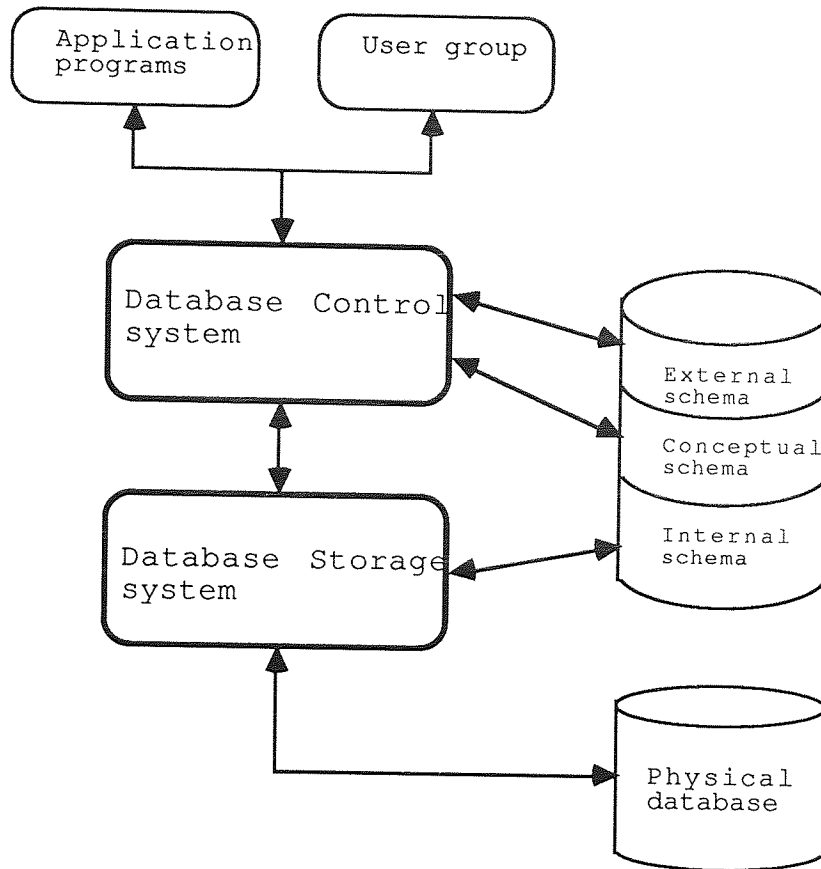 Application
programs
User group
Database Control
system
External
schema
Conceptual
schema
Database Storage
system
Internal
schema
Physical
database